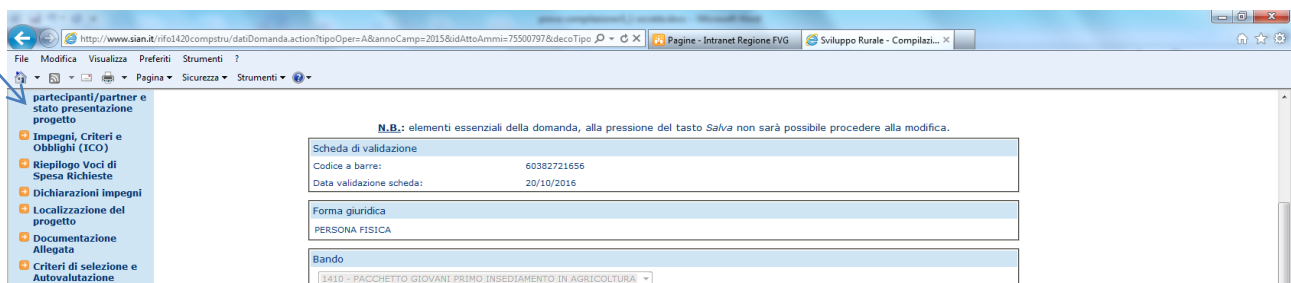 http://www.sian.it/rifo1420compstru/datiDomanda.action?tipoOper=A&annoCamp=2015&idAttoAmmi=75500797&decoTipo
Pagine - Intranet Regione FVG
Sviluppo Rurale - Compilazi...
File Modifica Visualizza Preferiti Strumenti ?
Pagina Sicurezza Strumenti
partecipanti/partner e
stato presentazione
progetto
Impegni, Criteri e
Obblighi (ICO)
Riepilogo Voci di
Spesa Richieste
Dichiarazioni impegni
Localizzazione del
progetto
Documentazione
Allegata
Criteri di selezione e
Autovalutazione
N.B.: elementi essenziali della domanda, alla pressione del tasto Salva non sarà possibile procedere alla modifica.
Scheda di validazione
Codice a barre: 60382721656
Data validazione scheda: 20/10/2016
Forma giuridica
PERSONA FISICA
Bando
1410 - PACCHETTO GIOVANI PRIMO INSEDIAMENTO IN AGRICOLTURA